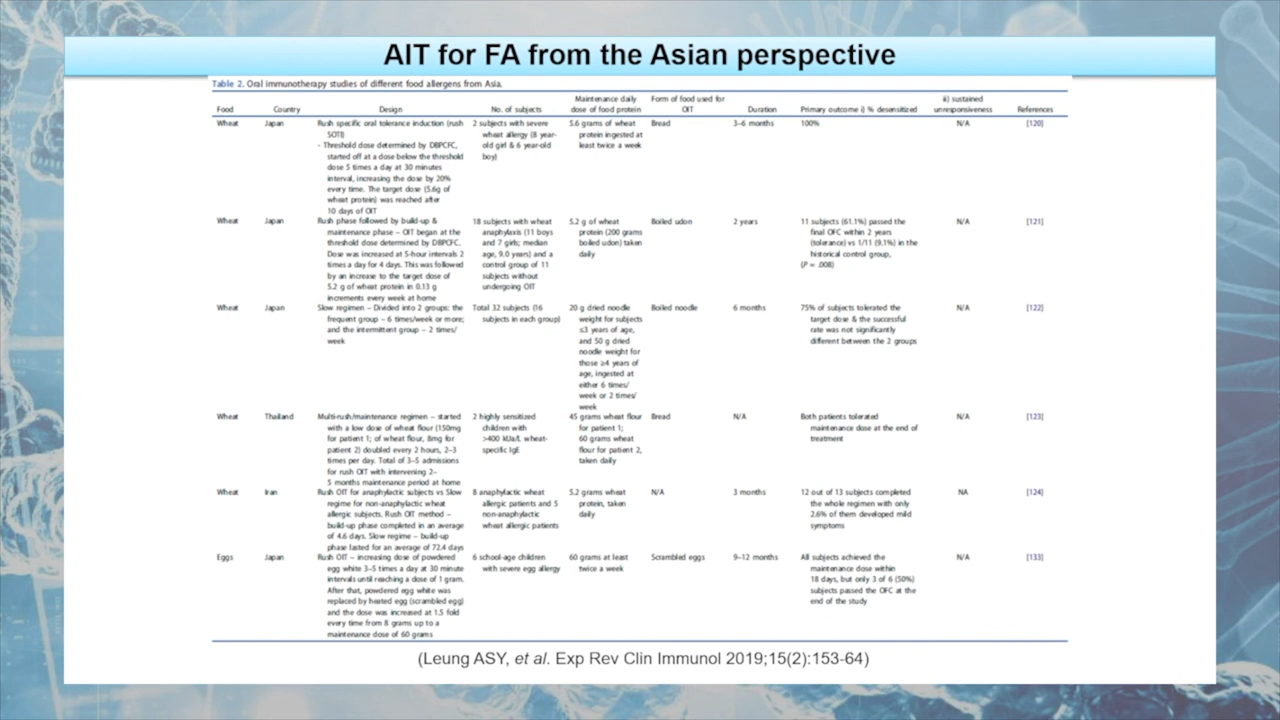 AIT for FA from the Asian perspective
Table 2. Oral immunotherapy studies of different food allergens from Asia.
Food Country Design No. of subjects Maintenance daily dose of food protein Form of food used for OIT Duration Primary outcome i) % desensitized ii) sustained unresponsiveness References
Wheat Japan Rush specific oral tolerance induction (rush SOTI) - Threshold dose determined by DBPCFC, started off at a dose below the threshold dose 5 times a day at 30 minutes interval, increasing the dose by 20% every time. The target dose (5.6g of wheat protein) was reached after 10 days of OIT 2 subjects with severe wheat allergy (8 year-old girl & 6 year-old boy) 5.6 grams of wheat protein ingested at least twice a week Bread 3–6 months 100% N/A [120]
Wheat Japan Rush phase followed by build-up & maintenance phase – OIT began at the threshold dose determined by DBPCFC. Dose was increased at 5-hour intervals 2 times a day for 4 days. This was followed by an increase to the target dose of 5.2 g of wheat protein in 0.13 g increments every week at home 18 subjects with wheat anaphylaxis (11 boys and 7 girls; median age, 9.0 years) and a control group of 11 subjects without undergoing OIT 5.2 g of wheat protein (200 grams boiled udon) taken daily Boiled udon 2 years 11 subjects (61.1%) passed the final OFC within 2 years (tolerance) vs 1/11 (9.1%) in the historical control group, (P = .008) N/A [121]
Wheat Japan Slow regimen – Divided into 2 groups: the frequent group – 6 times/week or more; and the intermittent group – 2 times/week Total 32 subjects (16 subjects in each group) 20 g dried noodle weight for subjects ≤3 years of age, and 50 g dried noodle weight for those ≥4 years of age, ingested at either 6 times/week or 2 times/week Boiled noodle 6 months 75% of subjects tolerated the target dose & the successful rate was not significantly different between the 2 groups N/A [122]
Wheat Thailand Multi-rush/maintenance regimen – started with a low dose of wheat flour (150mg for patient 1; of wheat flour, 8mg for patient 2) doubled every 2 hours, 2–3 times per day. Total of 3–5 admissions for rush OIT with intervening 2–5 months maintenance period at home 2 highly sensitized children with >400 kUa/L wheat-specific IgE 45 grams wheat flour for patient 1; 60 grams wheat flour for patient 2, taken daily Bread N/A Both patients tolerated maintenance dose at the end of treatment N/A [123]
Wheat Iran Rush OIT for anaphylactic subjects vs Slow regime for non-anaphylactic wheat allergic subjects. Rush OIT method – build-up phase completed in an average of 4.6 days. Slow regime – build-up phase lasted for an average of 72.4 days 8 anaphylactic wheat allergic patients and 5 non-anaphylactic wheat allergic patients 5.2 grams wheat protein, taken daily N/A 3 months 12 out of 13 subjects completed the whole regimen with only 2.6% of them developed mild symptoms NA [124]
Eggs Japan Rush OIT – increasing dose of powdered egg white 3–5 times a day at 30 minute intervals until reaching a dose of 1 gram. After that, powdered egg white was replaced by heated egg (scrambled egg) and the dose was increased at 1.5 fold every time from 8 grams up to a maintenance dose of 60 grams 6 school-age children with severe egg allergy 60 grams at least twice a week Scrambled eggs 9–12 months All subjects achieved the maintenance dose within 18 days, but only 3 of 6 (50%) subjects passed the OFC at the end of the study N/A [133]
(Leung ASY, et al. Exp Rev Clin Immunol 2019;15(2):153-64)